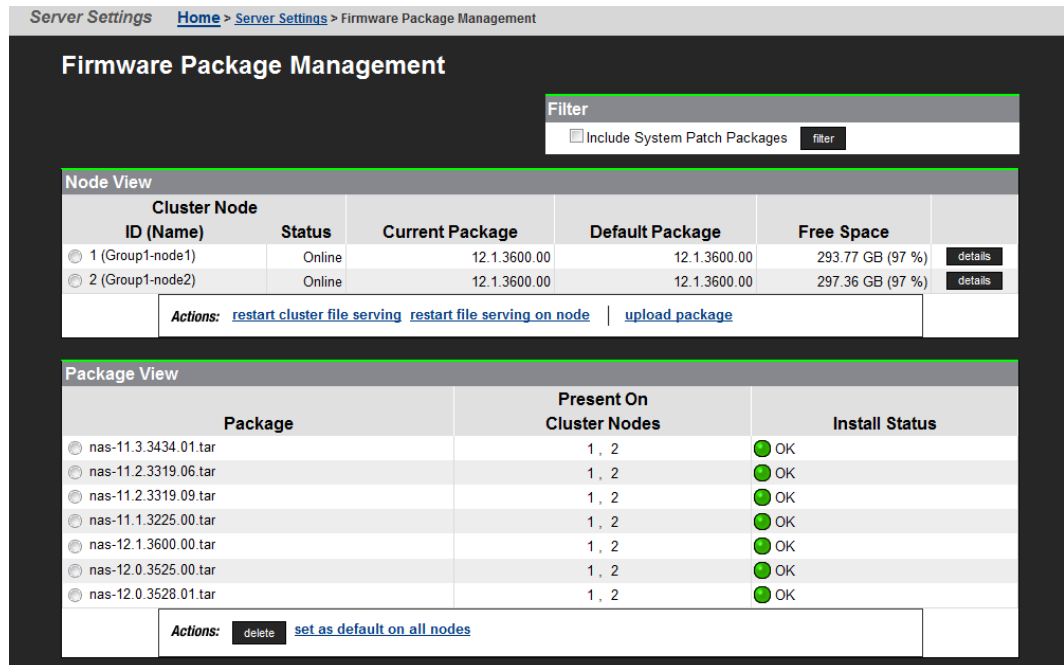 Server Settings Home > Server Settings > Firmware Package Management
Firmware Package Management
Filter
Include System Patch Packages filter
Node View
Cluster Node
ID (Name) Status Current Package Default Package Free Space
1 (Group1-node1) Online 12.1.3600.00 12.1.3600.00 293.77 GB (97 %) details
2 (Group1-node2) Online 12.1.3600.00 12.1.3600.00 297.36 GB (97 %) details
Actions: restart cluster file serving restart file serving on node | upload package
Package View
Present On
Package Cluster Nodes Install Status
nas-11.3.3434.01.tar 1 , 2 OK
nas-11.2.3319.06.tar 1 , 2 OK
nas-11.2.3319.09.tar 1 , 2 OK
nas-11.1.3225.00.tar 1 , 2 OK
nas-12.1.3600.00.tar 1 , 2 OK
nas-12.0.3525.00.tar 1 , 2 OK
nas-12.0.3528.01.tar 1 , 2 OK
Actions: delete set as default on all nodes